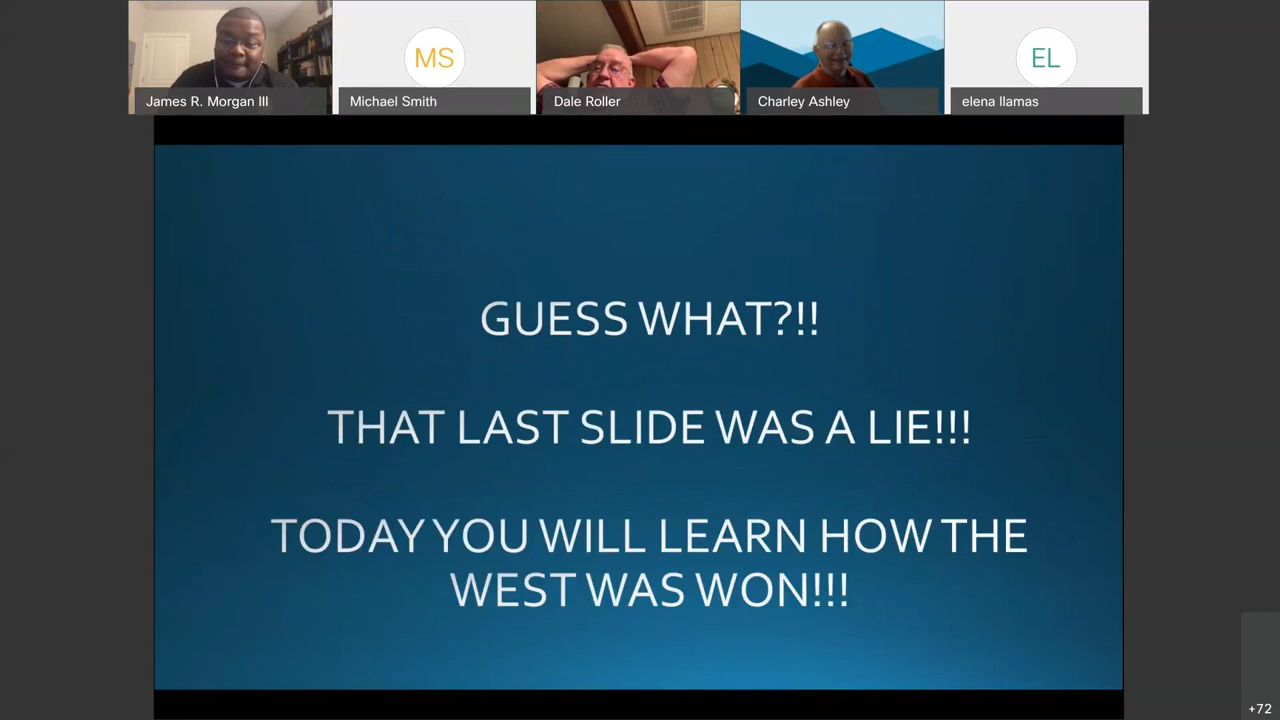 MS
EL
James R. Morgan III
Michael Smith
Dale Roller
Charley Ashley
elena llamas
GUESS WHAT?!!
THAT LAST SLIDE WAS A LIE!!!
TODAY YOU WILL LEARN HOW THE
WEST WAS WON!!!
+72